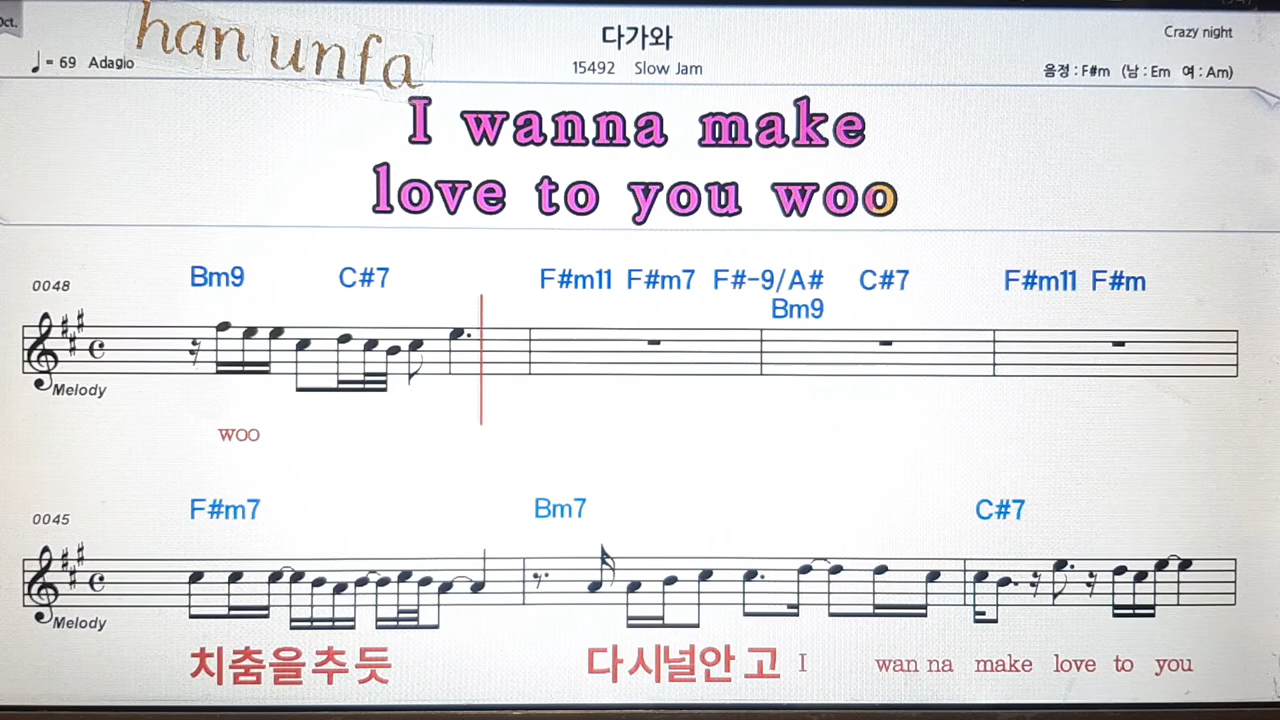 Oct.
han unfa
다가와
Crazy night
♩= 69 Adagio
15492 Slow Jam
음정 : F#m (남 : Em 여 : Am)
I wanna make
love to you woo
0048
Bm9 C#7 F#m11 F#m7 F#-9/A# C#7 F#m11 F#m
Bm9
Melody
woo
0045
F#m7 Bm7 C#7
Melody
치춤을추듯 다시널안고 I wan na make love to you